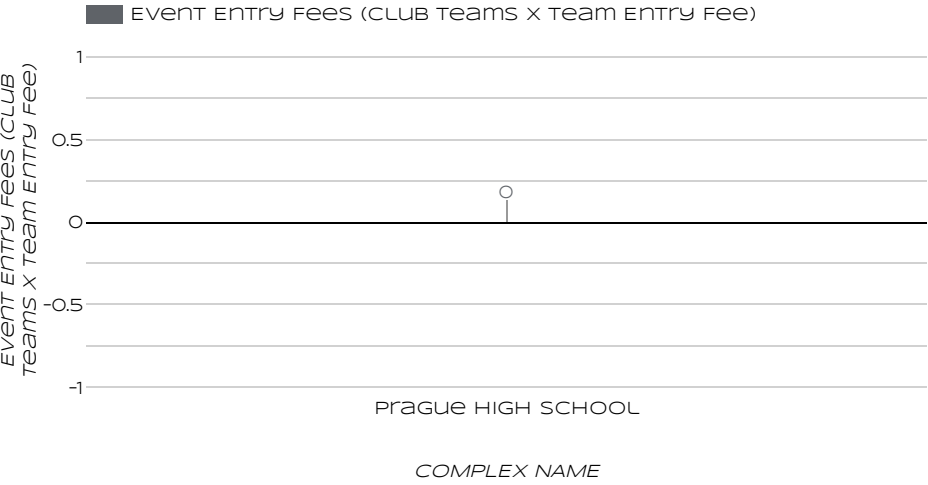 Event Entry Fees (Club Teams x Team Entry Fee)
1
0.5
0
-0.5
-1
0
Event Entry Fees (Club
Teams x Team Entry Fee)
Prague High School
Complex Name